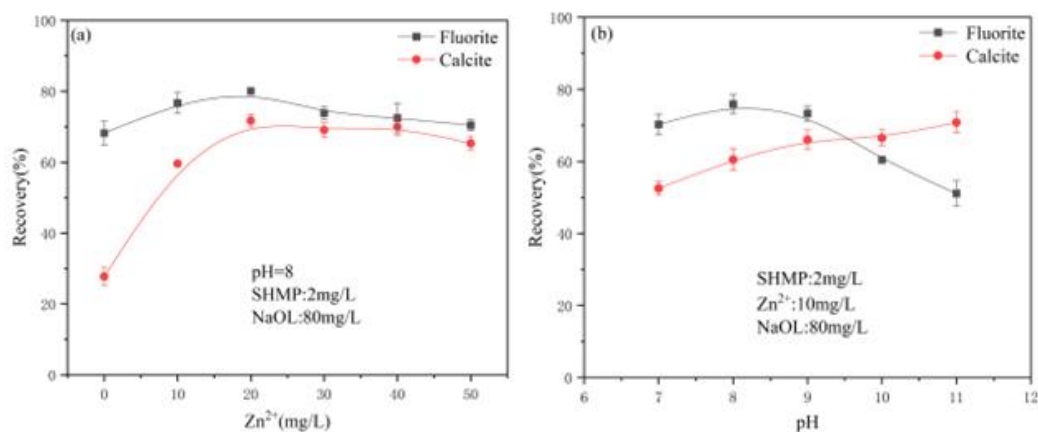 (a)
Fluorite
Calcite
100
80
60
40
20
0
Recovery(%)
pH=8
SHMP:2mg/L
NaOL:80mg/L
0 10 20 30 40 50
Zn²⁺(mg/L)
(b)
Fluorite
Calcite
100
80
60
40
20
0
Recovery(%)
SHMP:2mg/L
Zn²⁺:10mg/L
NaOL:80mg/L
6 7 8 9 10 11 12
pH